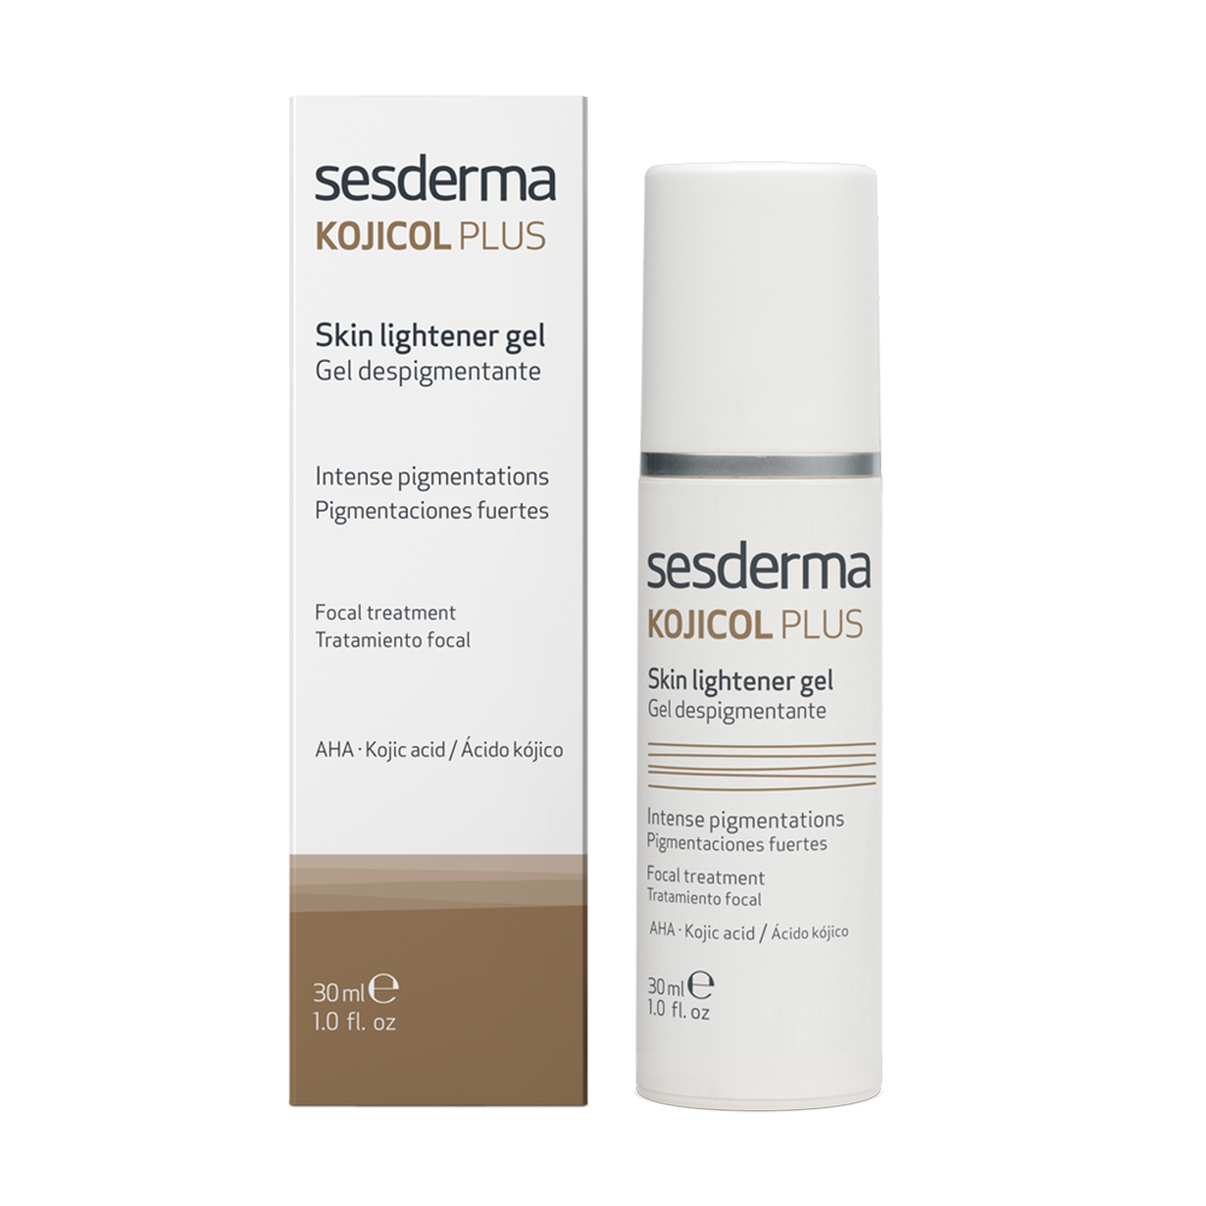 sesderma
KOJICOL PLUS
Skin lightener gel
Gel despigmentante
Intense pigmentations
Pigmentaciones fuertes
Focal treatment
Tratamiento focal
AHA · Kojic acid / Ácido kójico
30 ml ℮
1.0 fl. oz
sesderma
KOJICOL PLUS
Skin lightener gel
Gel despigmentante
Intense pigmentations
Pigmentaciones fuertes
Focal treatment
Tratamiento focal
AHA · Kojic acid / Ácido kójico
30 ml ℮
1.0 fl. oz